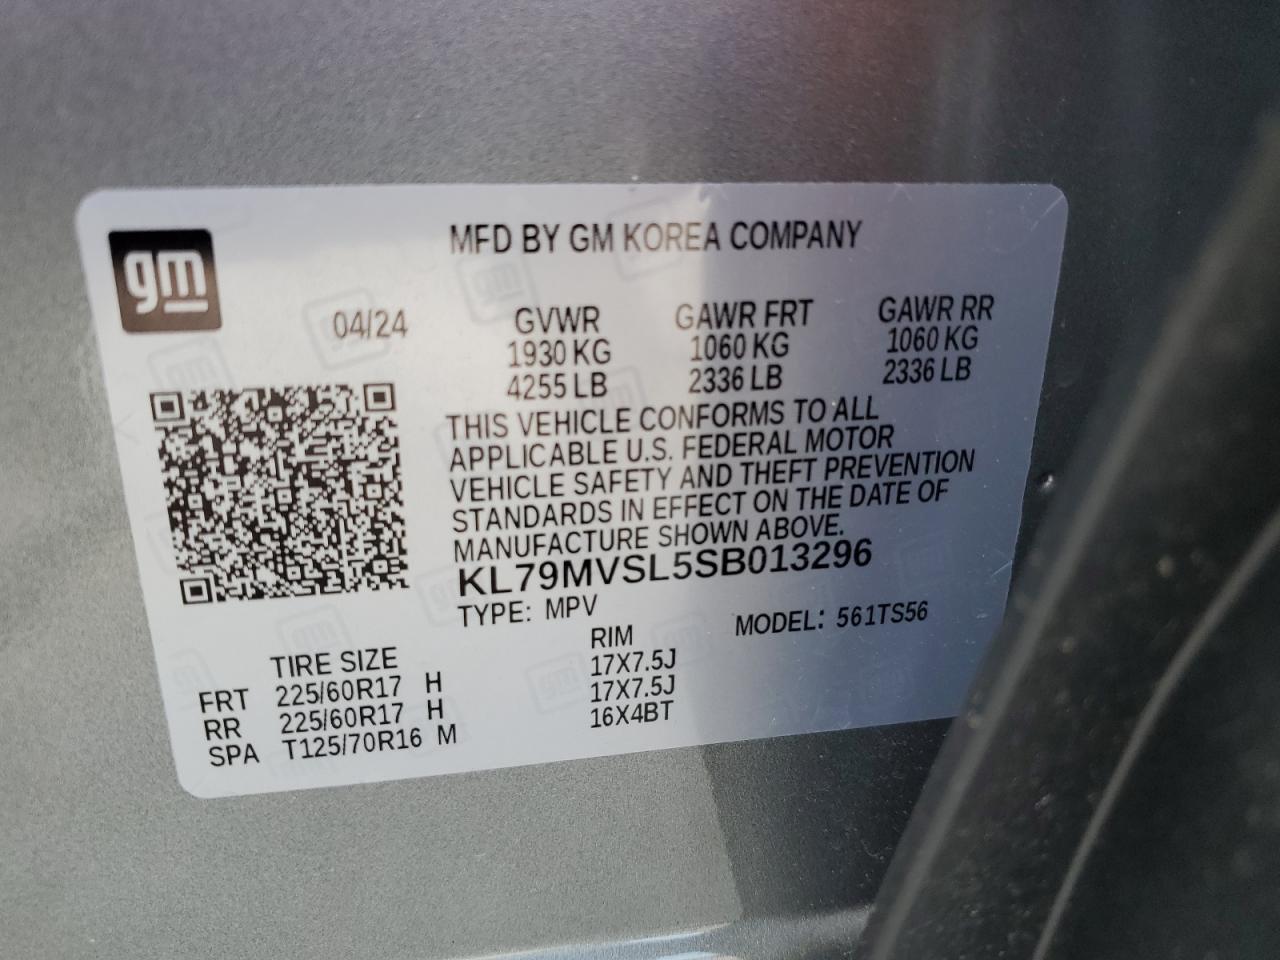 gm
MFD BY GM KOREA COMPANY
04/24
GVWR GAWR FRT GAWR RR
1930 KG 1060 KG 1060 KG
4255 LB 2336 LB 2336 LB
THIS VEHICLE CONFORMS TO ALL
APPLICABLE U.S. FEDERAL MOTOR
VEHICLE SAFETY AND THEFT PREVENTION
STANDARDS IN EFFECT ON THE DATE OF
MANUFACTURE SHOWN ABOVE.
KL79MVSL5SB013296
TYPE: MPV MODEL: 561TS56
TIRE SIZE RIM
FRT 225/60R17 H 17X7.5J
RR 225/60R17 H 17X7.5J
SPA T125/70R16 M 16X4BT